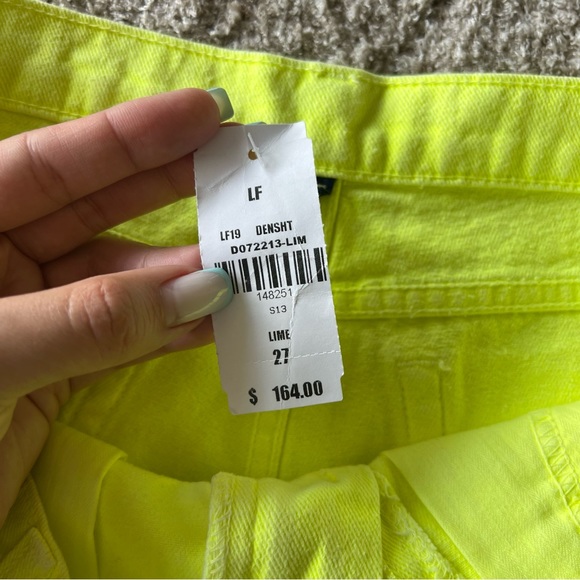 LF
LF19 DENSHT
D072213-LIM
148251
S13
LIME
27
$ 164.00